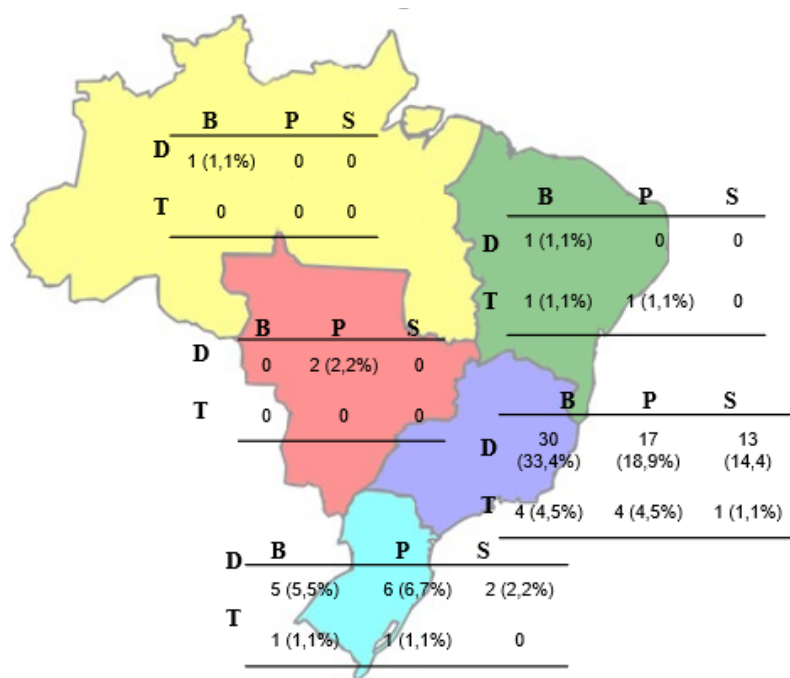 B P S
D 1 (1,1%) 0 0
T 0 0 0
B P S
D 1 (1,1%) 0 0
T 1 (1,1%) 1 (1,1%) 0
B P S
D 0 2 (2,2%) 0
T 0 0 0
B P S
D 30 17 13
(33,4%) (18,9%) (14,4)
T 4 (4,5%) 4 (4,5%) 1 (1,1%)
B P S
D 5 (5,5%) 6 (6,7%) 2 (2,2%)
T 1 (1,1%) 1 (1,1%) 0